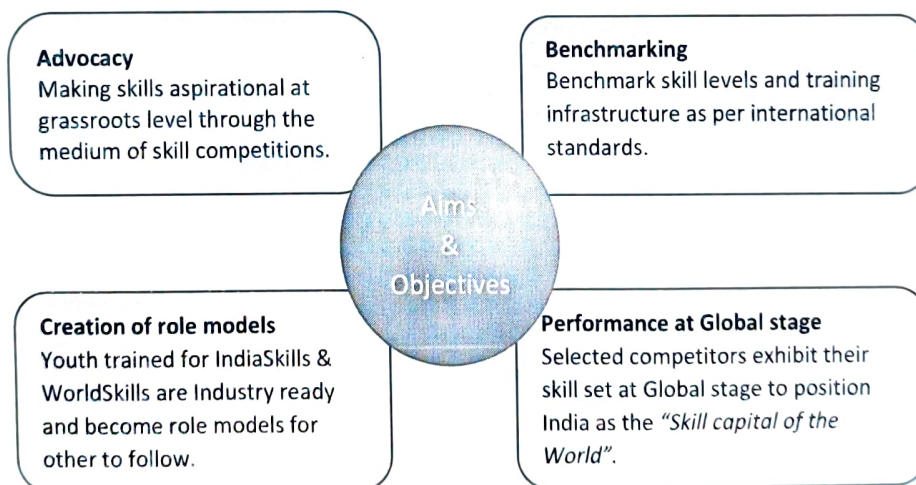 Advocacy
Making skills aspirational at
grassroots level through the
medium of skill competitions.
Benchmarking
Benchmark skill levels and training
infrastructure as per international
standards.
Aims
&
Objectives
Creation of role models
Youth trained for IndiaSkills &
WorldSkills are Industry ready
and become role models for
other to follow.
Performance at Global stage
Selected competitors exhibit their
skill set at Global stage to position
India as the "Skill capital of the
World".